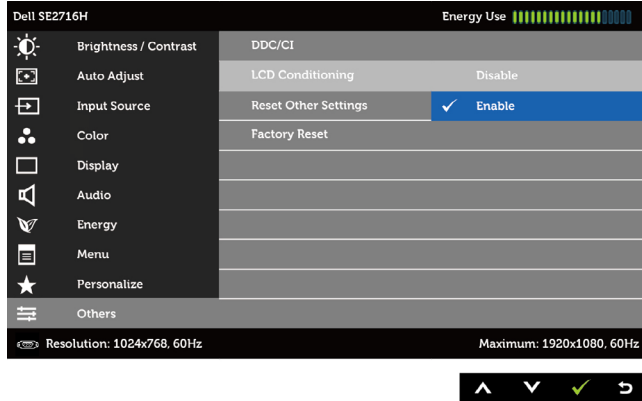 Dell SE2716H Energy Use
Brightness / Contrast DDC/CI
Auto Adjust LCD Conditioning Disable
Input Source Reset Other Settings Enable
Color Factory Reset
Display
Audio
Energy
Menu
Personalize
Others
Resolution: 1024x768, 60Hz Maximum: 1920x1080, 60Hz